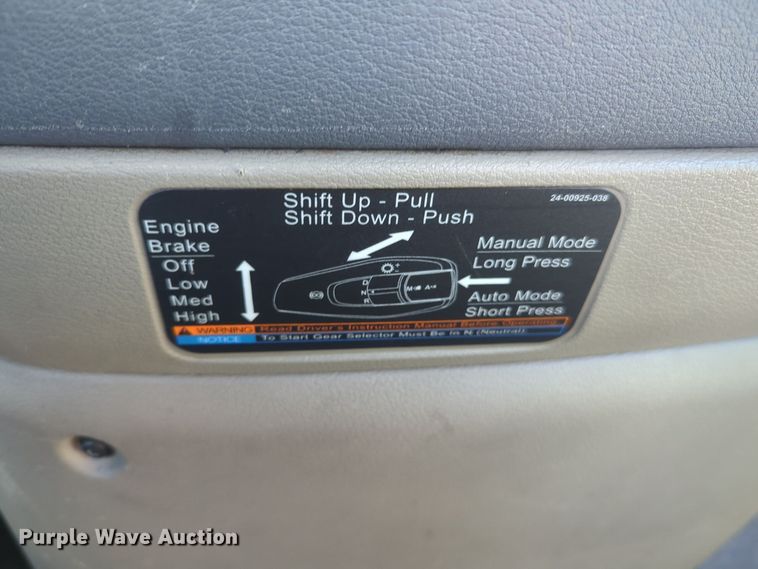 Shift Up - Pull
Shift Down - Push
24-00925-036
Engine
Brake
Off
Low
Med
High
Manual Mode
Long Press
Auto Mode
Short Press
D
N
R
M
A
WARNING Read Driver's Instruction Manual Before Operating
NOTICE To Start Gear Selector Must Be In N (Neutral)
Purple Wave Auction